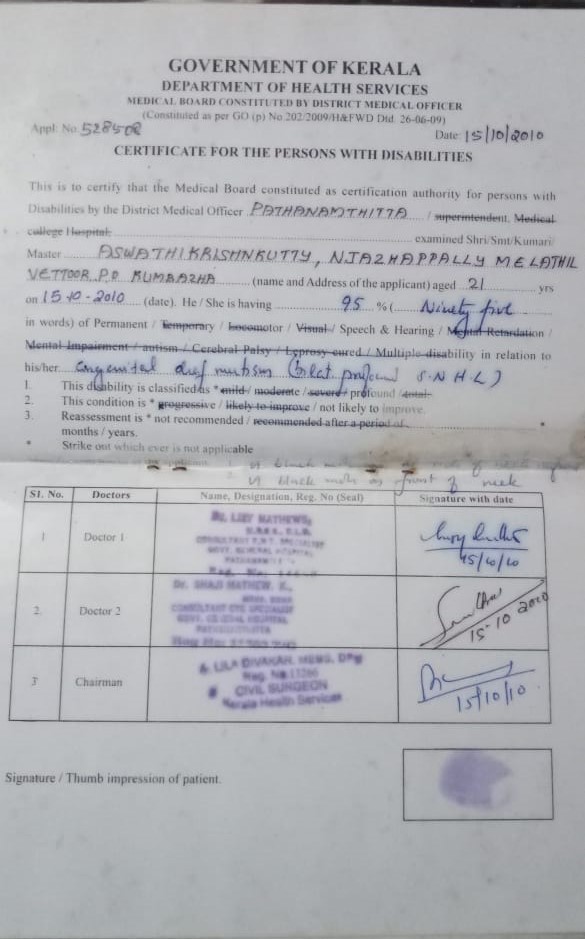 GOVERNMENT OF KERALA
DEPARTMENT OF HEALTH SERVICES
MEDICAL BOARD CONSTITUTED BY DISTRICT MEDICAL OFFICER
(Constituted as per GO (p) No.202/2009/H&FWD Dtd. 26-06-09)
Appl: No. Date: 15/10/2010
CERTIFICATE FOR THE PERSONS WITH DISABILITIES
This is to certify that the Medical Board constituted as certification authority for persons with
Disabilities by the District Medical Officer PATHANAMTHITTA / superintendent, Medical
college Hospital examined Shri/Smt/Kumari/
Master ASWATHI KRISHNKUTTY, NJAZHAPPALLY MELATHIL
VETTOOR.P.O KUMBAZHA (name and Address of the applicant) aged 21 yrs
on 15-10-2010 (date). He / She is having 95 % ( Ninety five
in words) of Permanent / Temporary / Locomotor / Visual / Speech & Hearing / Mental Retardation /
Mental Impairment / autism / Cerebral Palsy / Leprosy cured / Multiple disability in relation to
his/her Congenital deaf mutism (bilat. profound S.N.H.L)
1. This disability is classified as * mild / moderate / severe / profound / total
2. This condition is * progressive / likely to improve / not likely to improve.
3. Reassessment is * not recommended / recommended after a period of
months / years.
* Strike out which ever is not applicable
black mole front of neck
Sl. No. Doctors Name, Designation, Reg. No (Seal) Signature with date
1 Doctor 1 Dr. LIZY MATHEWS,
15/10/10
2. Doctor 2 Dr. SHAJI MATHEW. K.,
15-10 2010
3 Chairman LILA DIVAKAR, MBBS,
Reg. No.
CIVIL SURGEON
Kerala Health Services
15/10/10
Signature / Thumb impression of patient.